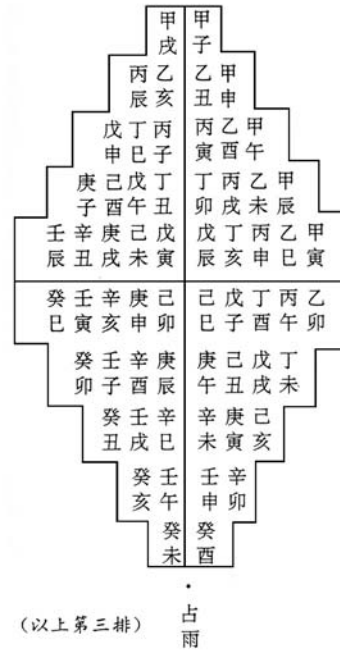 甲子 甲戌
甲申 乙丑 乙亥 丙辰
甲午 乙酉 丙寅 丙子 丁巳 戊申
甲辰 乙未 丙戌 丁卯 丁丑 戊午 己酉 庚子
甲寅 乙巳 丙申 丁亥 戊辰 戊寅 己未 庚戌 辛丑 壬辰
乙卯 丙午 丁酉 戊子 己巳 己卯 庚申 辛亥 壬寅 癸巳
丁未 戊戌 己丑 庚午 庚辰 辛酉 壬子 癸卯
己亥 庚寅 辛未 辛巳 壬戌 癸丑
辛卯 壬申 壬午 癸亥
癸酉 癸未
·占雨
(以上第三排)